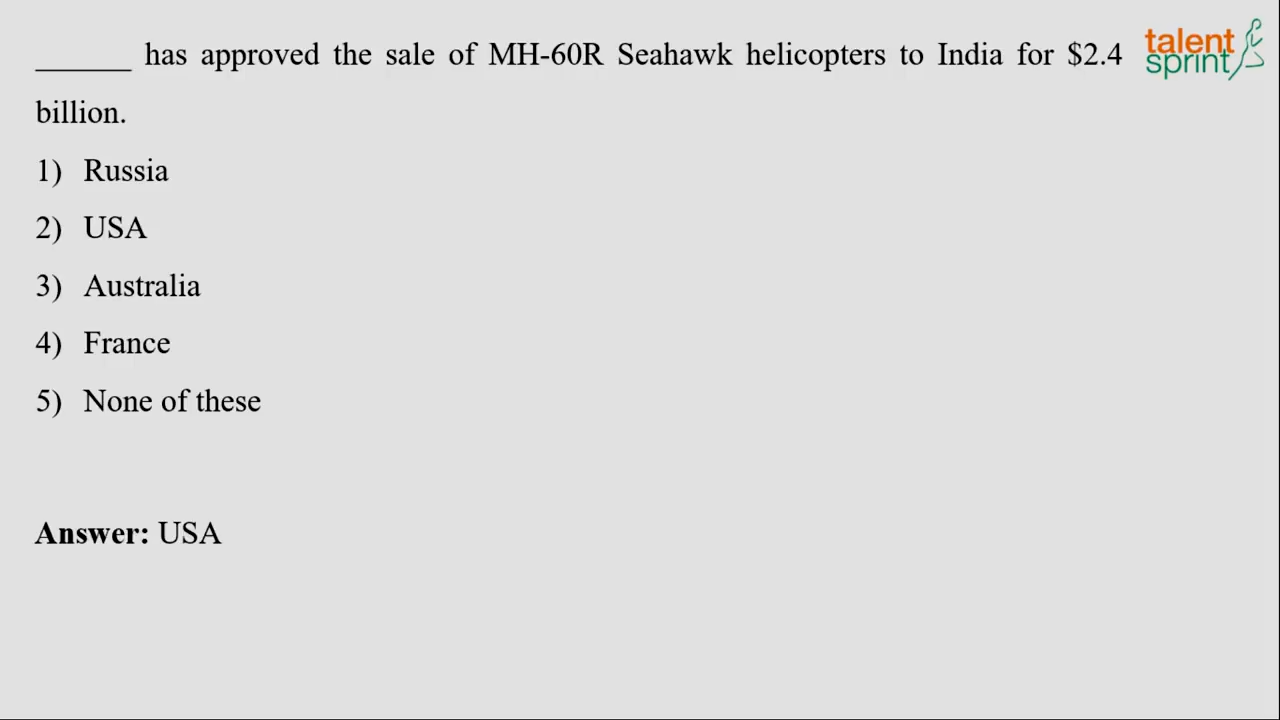 ______ has approved the sale of MH-60R Seahawk helicopters to India for $2.4
billion.
talent
sprint
1) Russia
2) USA
3) Australia
4) France
5) None of these
Answer: USA